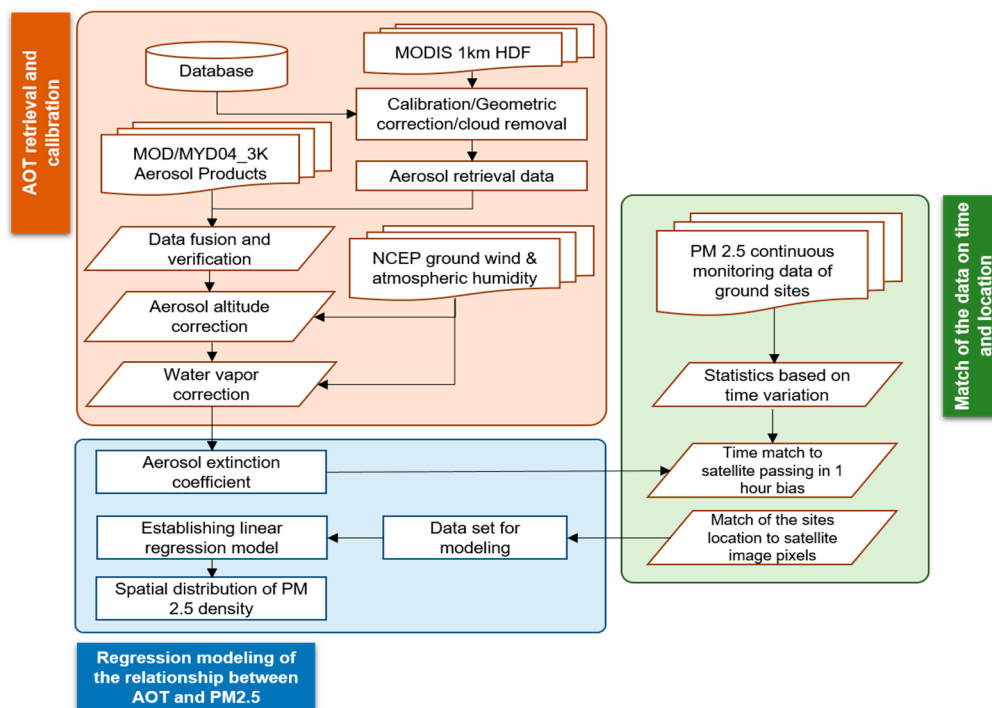 AOT retrieval and
calibration
Database
MODIS 1km HDF
Calibration/Geometric
correction/cloud removal
MOD/MYD04_3K
Aerosol Products
Aerosol retrieval data
Data fusion and
verification
NCEP ground wind &
atmospheric humidity
Aerosol altitude
correction
Water vapor
correction
Match of the data on time
and location
PM 2.5 continuous
monitoring data of
ground sites
Statistics based on
time variation
Time match to
satellite passing in 1
hour bias
Match of the sites
location to satellite
image pixels
Aerosol extinction
coefficient
Establishing linear
regression model
Data set for
modeling
Spatial distribution of PM
2.5 density
Regression modeling of
the relationship between
AOT and PM2.5